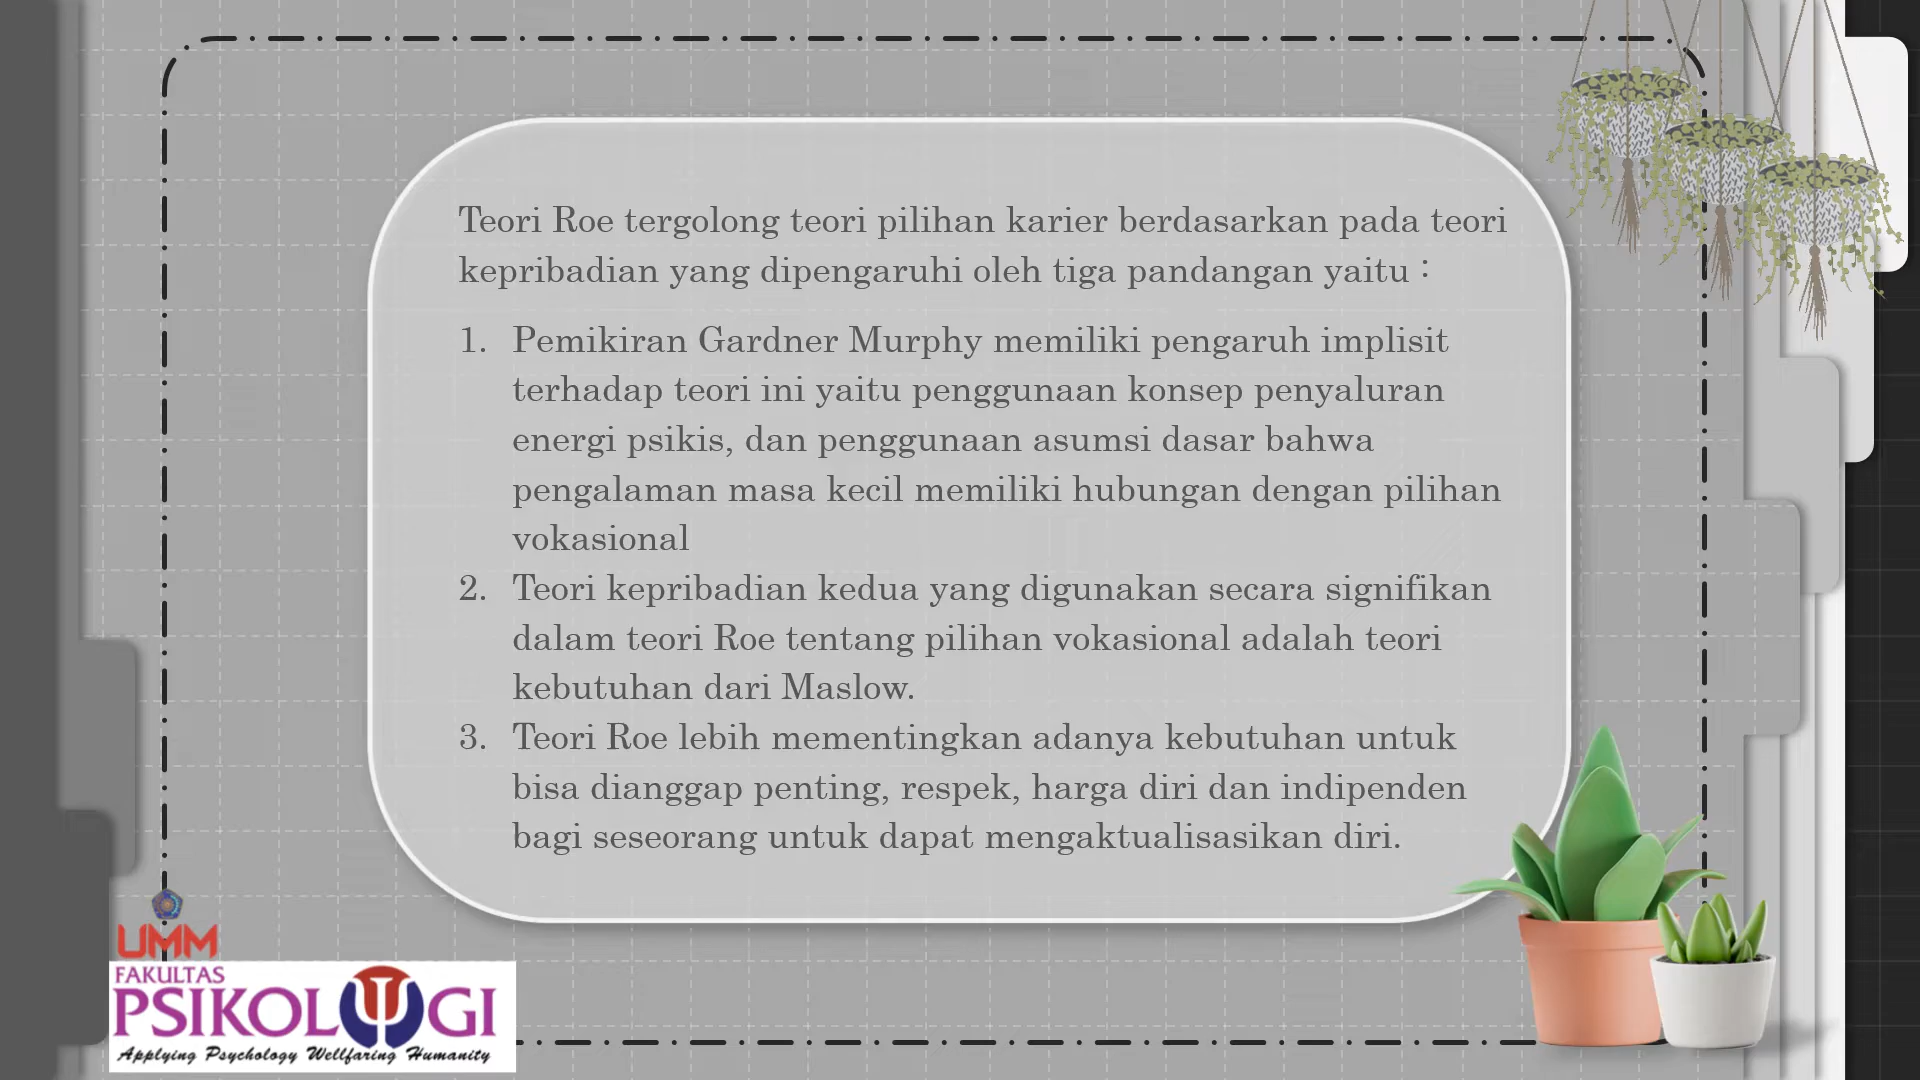 Teori Roe tergolong teori pilihan karier berdasarkan pada teori
kepribadian yang dipengaruhi oleh tiga pandangan yaitu :
1. Pemikiran Gardner Murphy memiliki pengaruh implisit
terhadap teori ini yaitu penggunaan konsep penyaluran
energi psikis, dan penggunaan asumsi dasar bahwa
pengalaman masa kecil memiliki hubungan dengan pilihan
vokasional
2. Teori kepribadian kedua yang digunakan secara signifikan
dalam teori Roe tentang pilihan vokasional adalah teori
kebutuhan dari Maslow.
3. Teori Roe lebih mementingkan adanya kebutuhan untuk
bisa dianggap penting, respek, harga diri dan indipenden
bagi seseorang untuk dapat mengaktualisasikan diri.
UMM
FAKULTAS
PSIKOLOGI
Applying Psychology Wellfaring Humanity